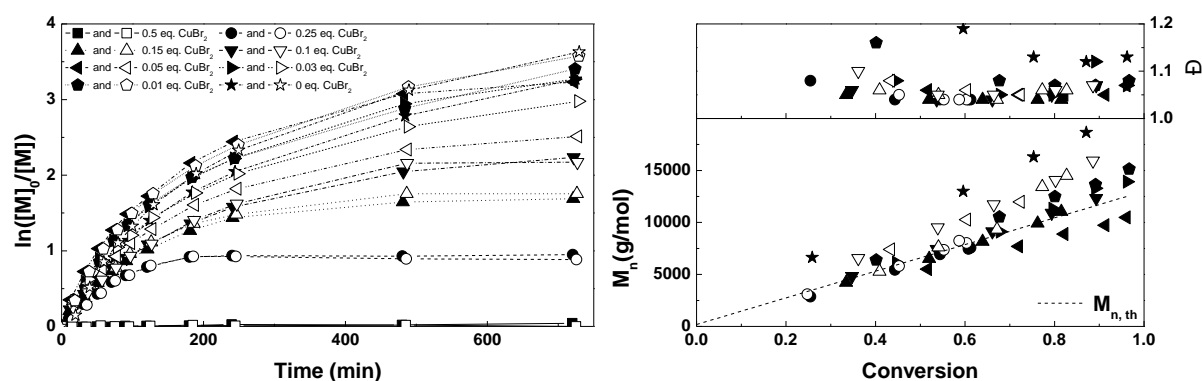 4
3
2
1
0
and 0.5 eq. CuBr₂ and 0.25 eq. CuBr₂
and 0.15 eq. CuBr₂ and 0.1 eq. CuBr₂
and 0.05 eq. CuBr₂ and 0.03 eq. CuBr₂
and 0.01 eq. CuBr₂ and 0 eq. CuBr₂
ln([M]₀/[M])
0 200 400 600
Time (min)
1.2
1.1
1.0
Đ
15000
10000
5000
0
Mₙ(g/mol)
Mₙ, ₜₕ
0.0 0.2 0.4 0.6 0.8 1.0
Conversion